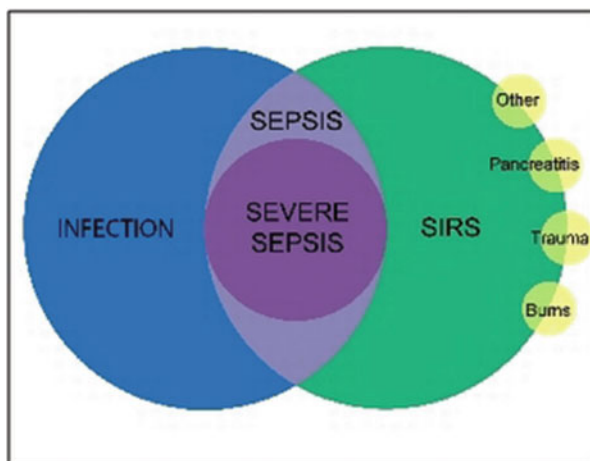 SEPSIS
INFECTION
SEVERE
SEPSIS
SIRS
Other
Pancreatitis
Trauma
Burns